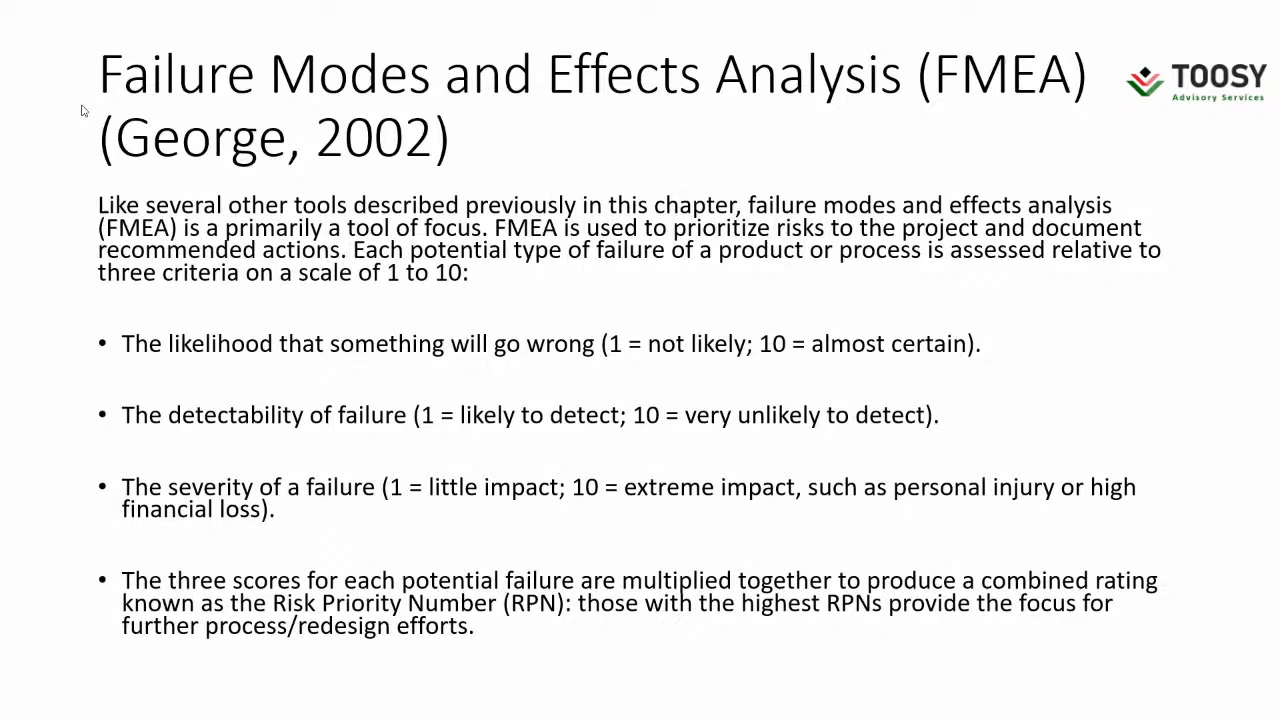 Failure Modes and Effects Analysis (FMEA)
(George, 2002)
TOOSY
Advisory Services
Like several other tools described previously in this chapter, failure modes and effects analysis
(FMEA) is a primarily a tool of focus. FMEA is used to prioritize risks to the project and document
recommended actions. Each potential type of failure of a product or process is assessed relative to
three criteria on a scale of 1 to 10:
• The likelihood that something will go wrong (1 = not likely; 10 = almost certain).
• The detectability of failure (1 = likely to detect; 10 = very unlikely to detect).
• The severity of a failure (1 = little impact; 10 = extreme impact, such as personal injury or high
financial loss).
• The three scores for each potential failure are multiplied together to produce a combined rating
known as the Risk Priority Number (RPN): those with the highest RPNs provide the focus for
further process/redesign efforts.